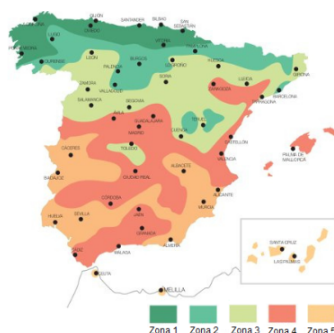 GIJÓN
SANTANDER
BILBAO
SAN SEBASTIÁN
LUGO
OVIEDO
VITORIA
PAMPLONA
PONTEVEDRA
OURENSE
LEÓN
BURGOS
LOGROÑO
HUESCA
GIRONA
PALENCIA
ZAMORA
VALLADOLID
SORIA
ZARAGOZA
LLEIDA
BARCELONA
TARRAGONA
SALAMANCA
SEGOVIA
ÁVILA
GUADALAJARA
MADRID
TERUEL
CUENCA
CASTELLÓN
TOLEDO
VALENCIA
PALMA DE
MALLORCA
CÁCERES
BADAJOZ
CIUDAD REAL
ALBACETE
ALICANTE
MURCIA
CÓRDOBA
JAÉN
HUELVA
SEVILLA
GRANADA
ALMERÍA
MÁLAGA
CÁDIZ
CEUTA
MELILLA
SANTA CRUZ
LAS PALMAS
Zona 1 Zona 2 Zona 3 Zona 4 Zona 5